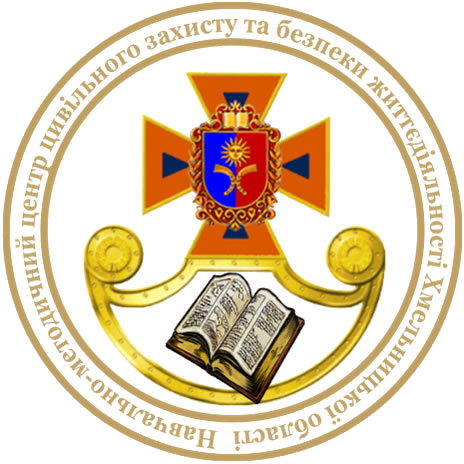 Навчально-методичний центр цивільного захисту та безпеки життєдіяльності Хмельницької області